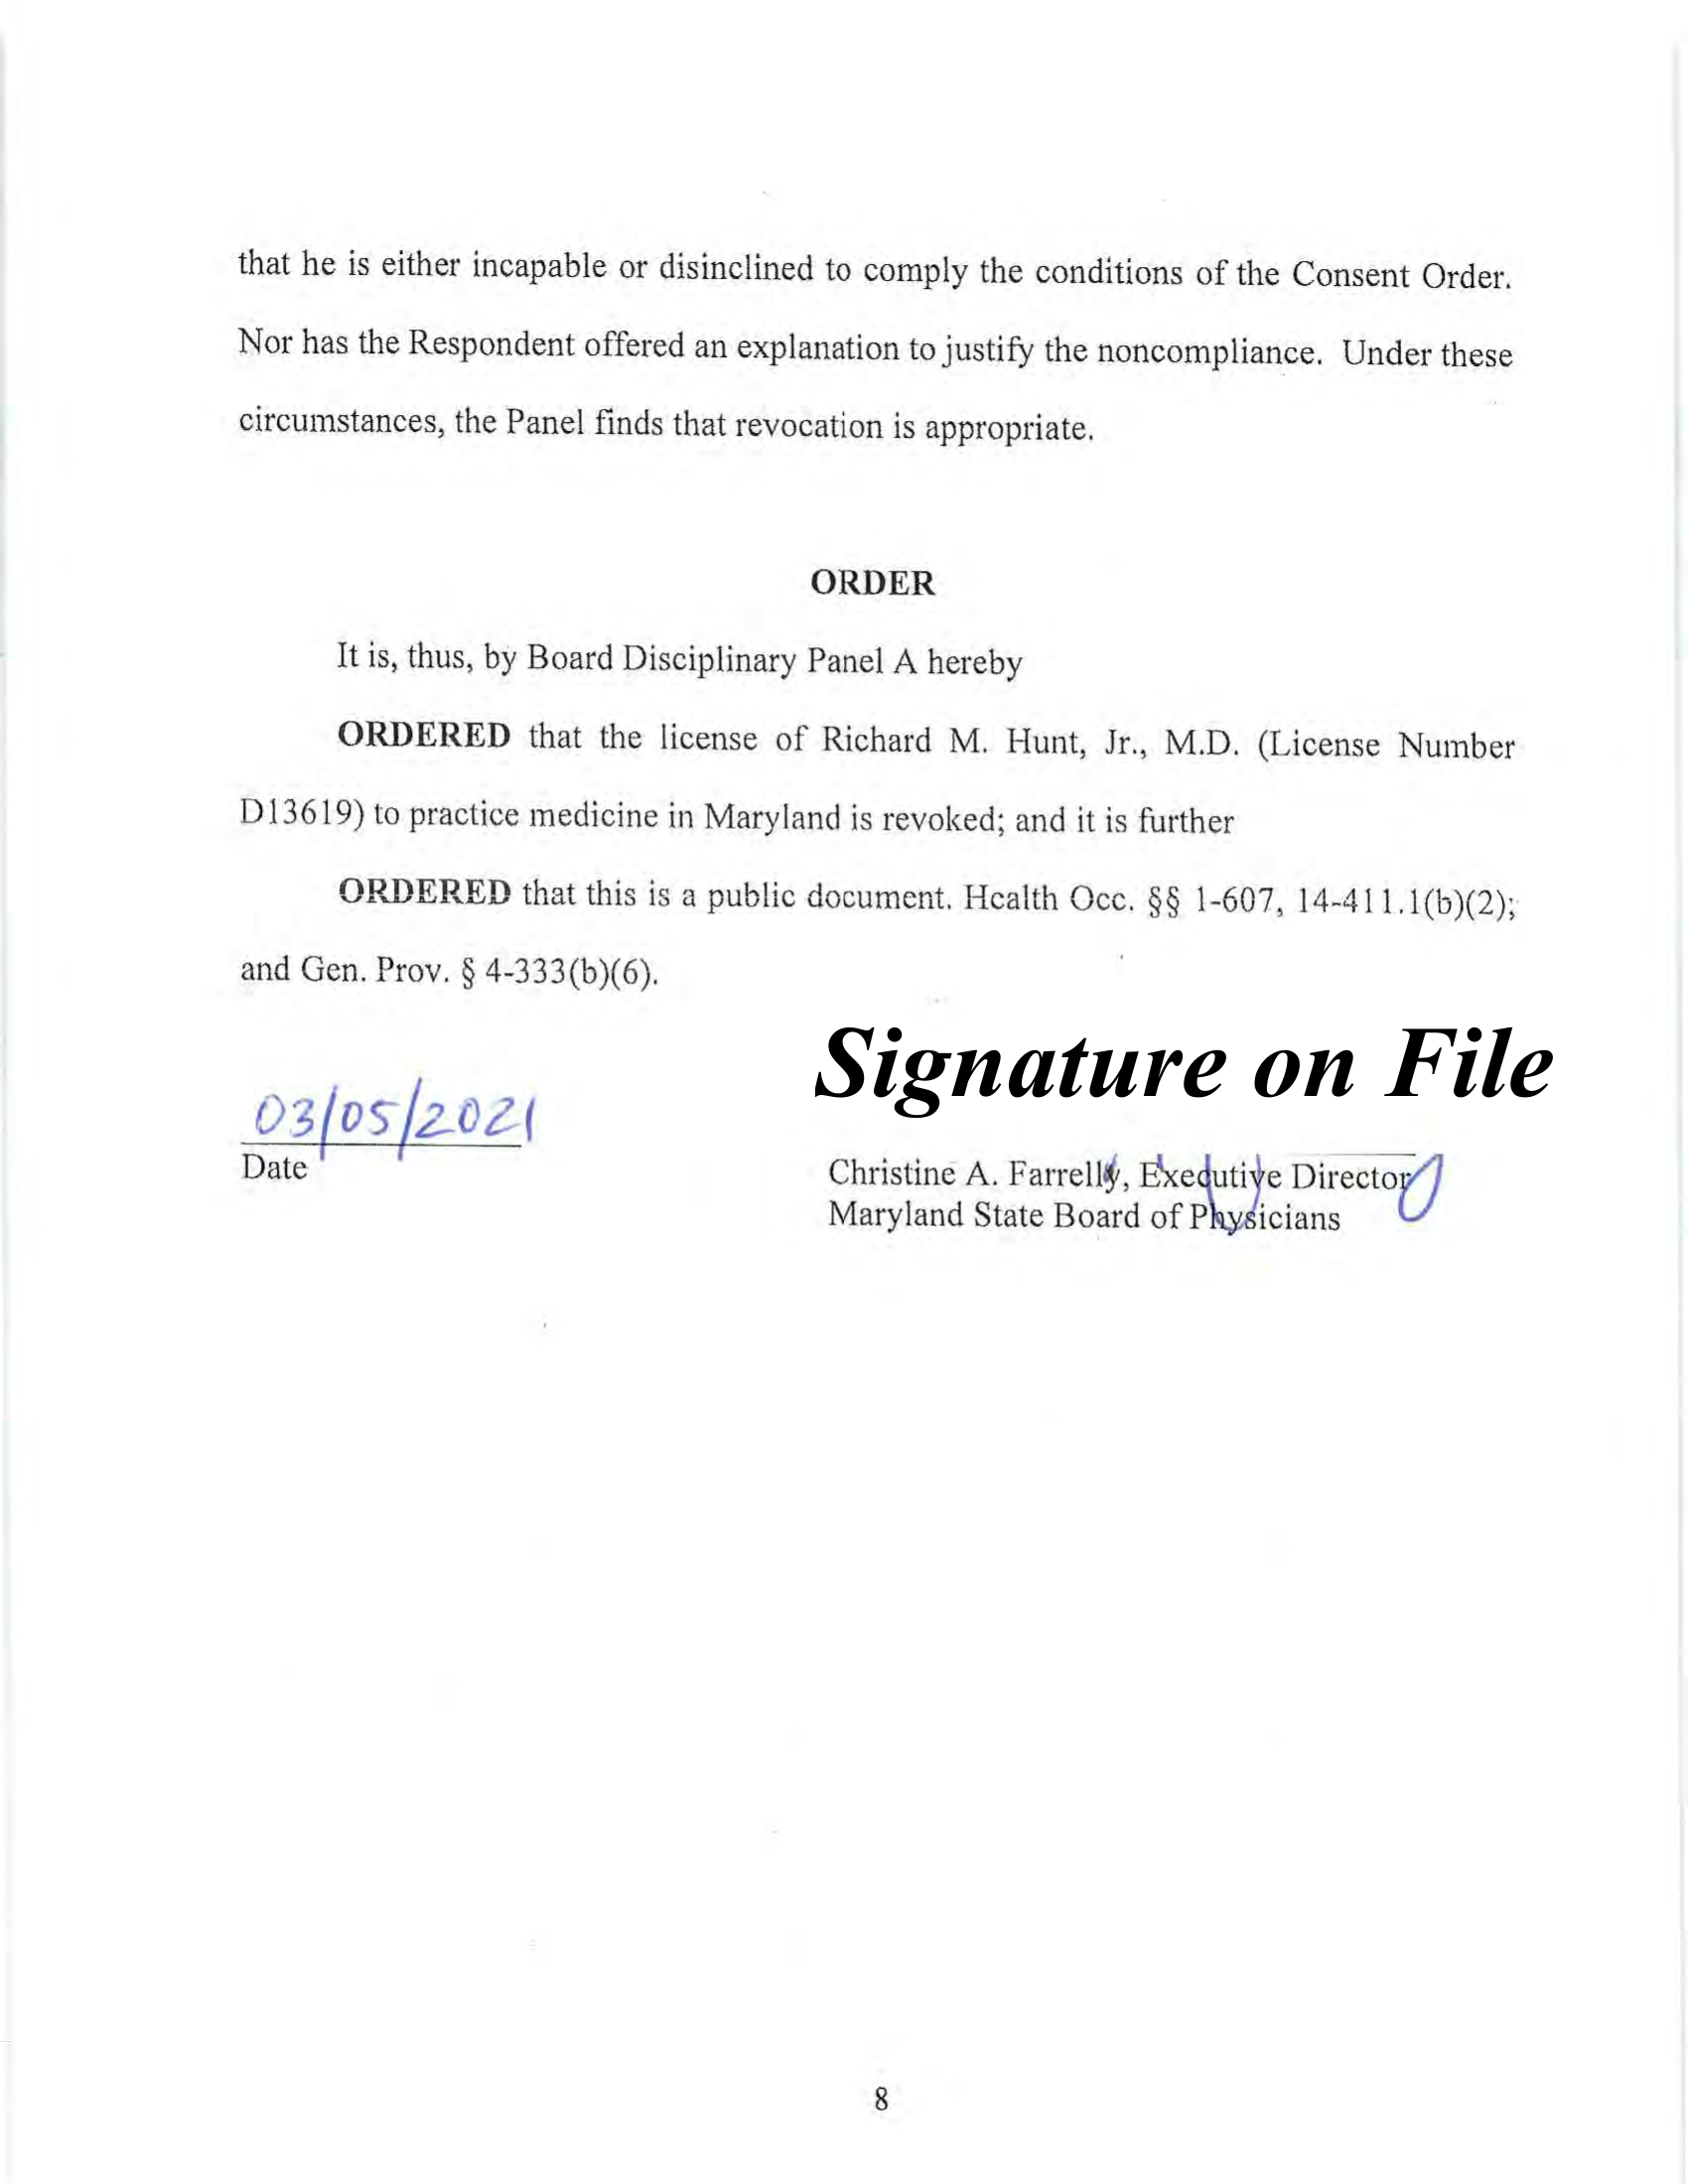 that he is either incapable or disinclined to comply the conditions of the Consent Order.
Nor has the Respondent offered an explanation to justify the noncompliance. Under these
circumstances, the Panel finds that revocation is appropriate.
ORDER
It is, thus, by Board Disciplinary Panel A hereby
ORDERED that the license of Richard M. Hunt, Jr., M.D. (License Number
D13619) to practice medicine in Maryland is revoked; and it is further
ORDERED that this is a public document. Health Occ. §§ 1-607, 14-411.1(b)(2);
and Gen. Prov. § 4-333(b)(6).
Signature on File
03/05/2021
Date
Christine A. Farrelly, Executive Director
Maryland State Board of Physicians
8